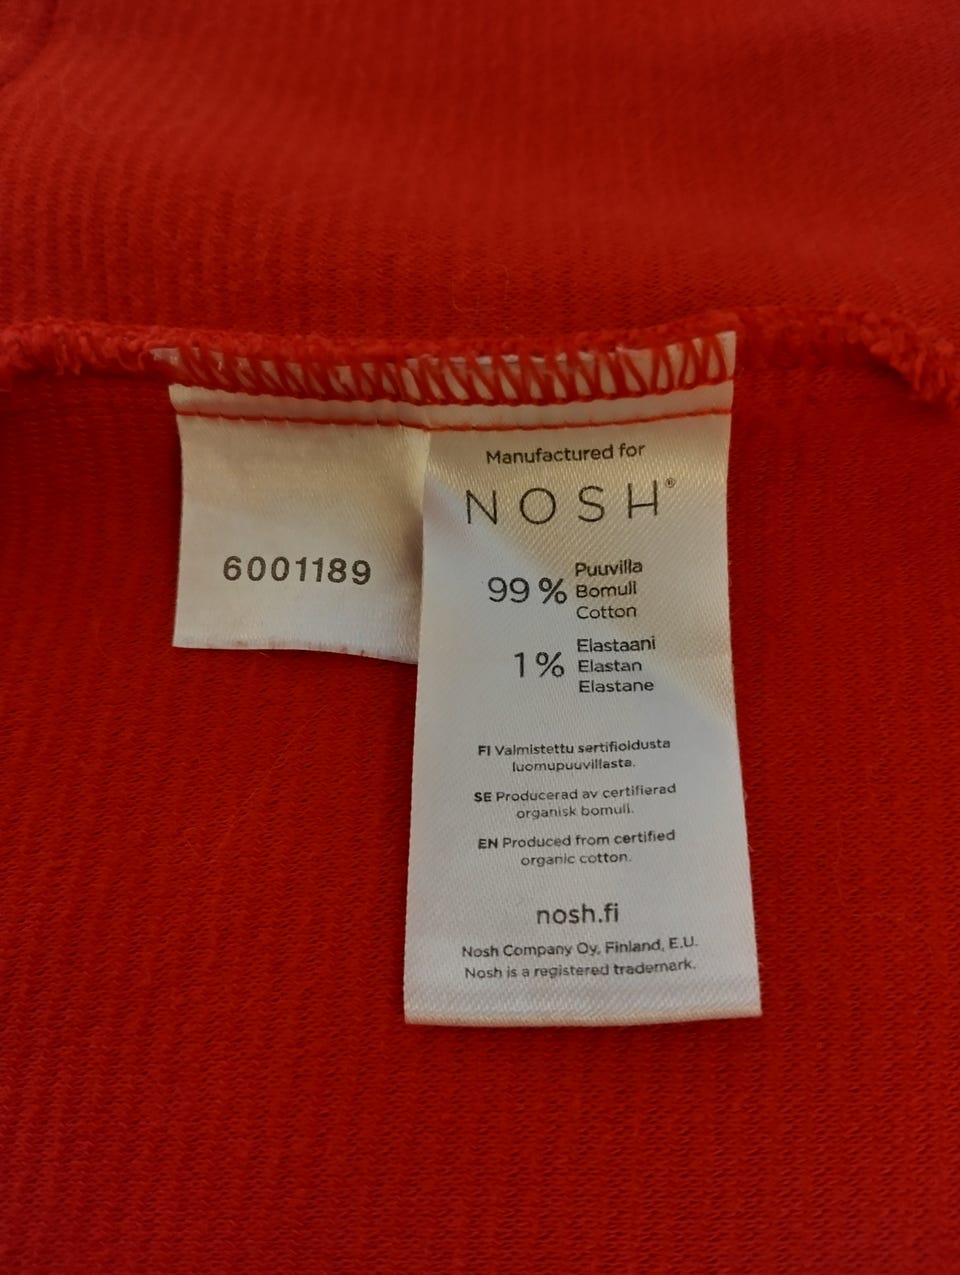 6001189
Manufactured for
NOSH®
99 % Puuvilla
Bomull
Cotton
1 % Elastaani
Elastan
Elastane
FI Valmistettu sertifioidusta
luomupuuvillasta.
SE Producerad av certifierad
organisk bomull.
EN Produced from certified
organic cotton.
nosh.fi
Nosh Company Oy, Finland, E.U.
Nosh is a registered trademark.